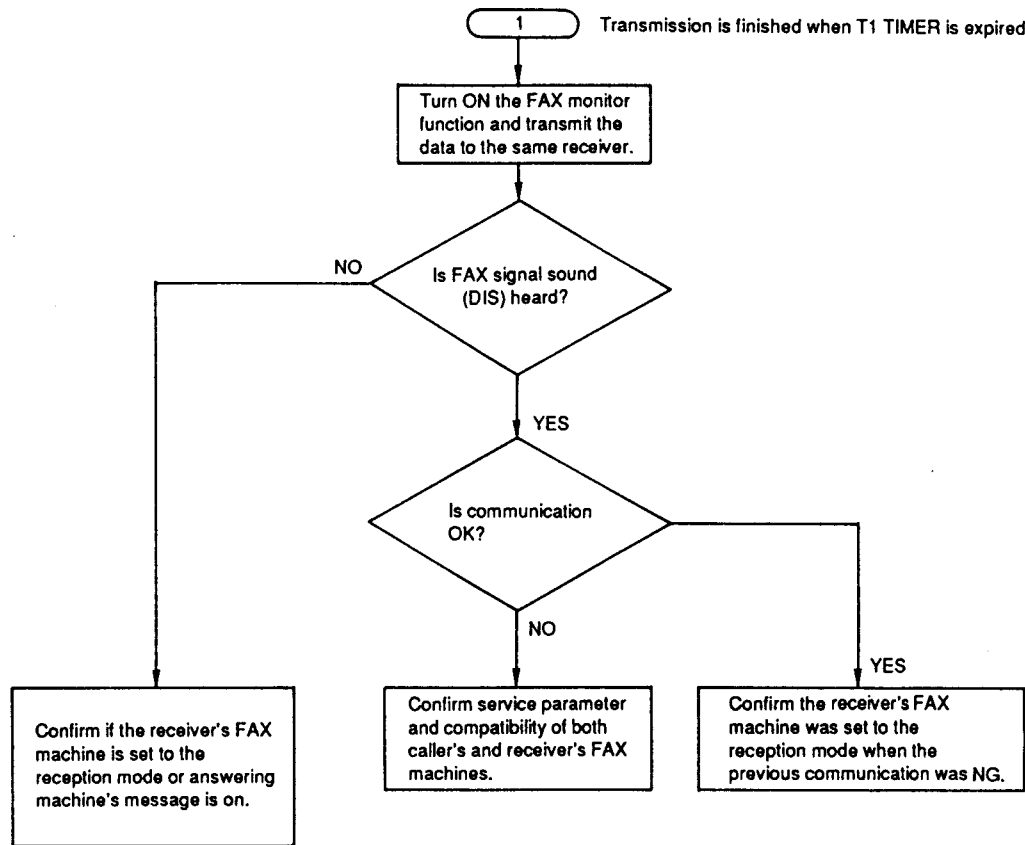 1
Transmission is finished when T1 TIMER is expired
Turn ON the FAX monitor
function and transmit the
data to the same receiver.
NO
Is FAX signal sound
(DIS) heard?
YES
Is communication
OK?
NO
YES
Confirm if the receiver's FAX
machine is set to the
reception mode or answering
machine's message is on.
Confirm service parameter
and compatibility of both
caller's and receiver's FAX
machines.
Confirm the receiver's FAX
machine was set to the
reception mode when the
previous communication was NG.